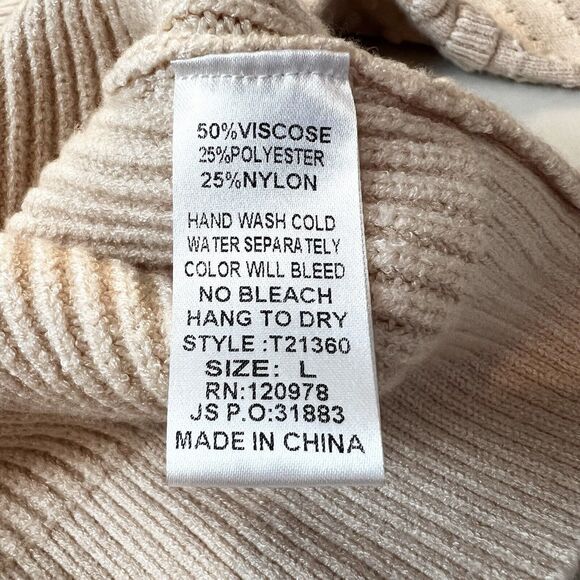 50%VISCOSE
25%POLYESTER
25%NYLON
HAND WASH COLD
WATER SEPARATELY
COLOR WILL BLEED
NO BLEACH
HANG TO DRY
STYLE :T21360
SIZE: L
RN:120978
JS P.O:31883
MADE IN CHINA